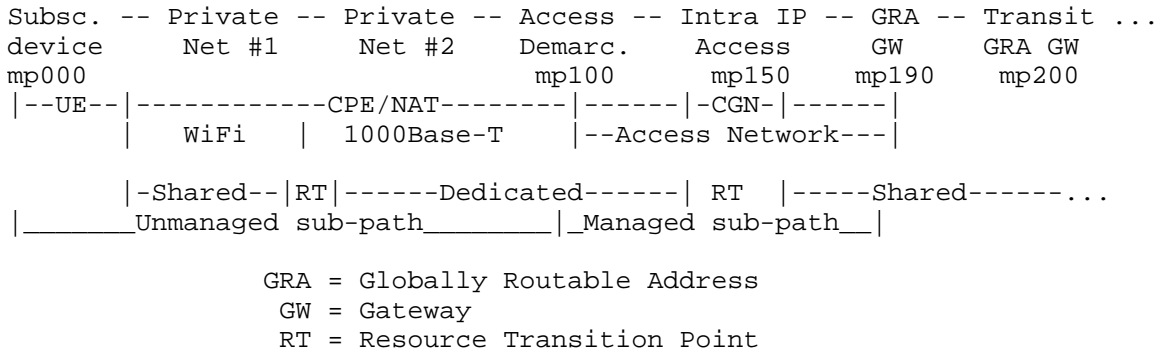 Subsc. -- Private -- Private -- Access -- Intra IP -- GRA -- Transit ...
device     Net #1     Net #2    Demarc.    Access     GW     GRA GW
mp000                            mp100      mp150    mp190    mp200
|--UE--|------------CPE/NAT--------|------|-CGN-|------|
       |   WiFi   |  1000Base-T    |--Access Network---|
       |-Shared--|RT|------Dedicated------| RT  |-----Shared------...
|_______Unmanaged sub-path________|_Managed sub-path__|
GRA = Globally Routable Address
GW = Gateway
RT = Resource Transition Point